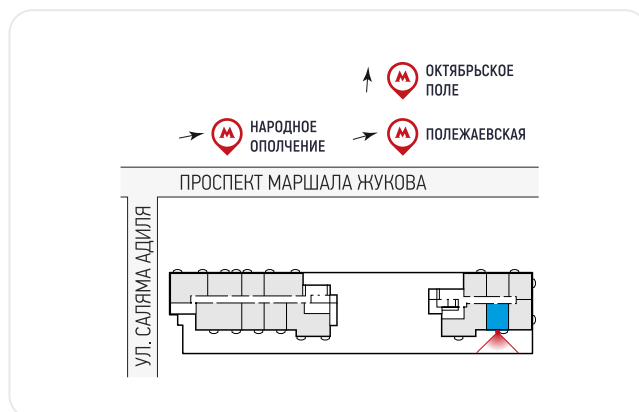 ОКТЯБРЬСКОЕ
ПОЛЕ
НАРОДНОЕ
ОПОЛЧЕНИЕ
ПОЛЕЖАЕВСКАЯ
ПРОСПЕКТ МАРШАЛА ЖУКОВА
УЛ. САЛЯМА АДИЛЯ